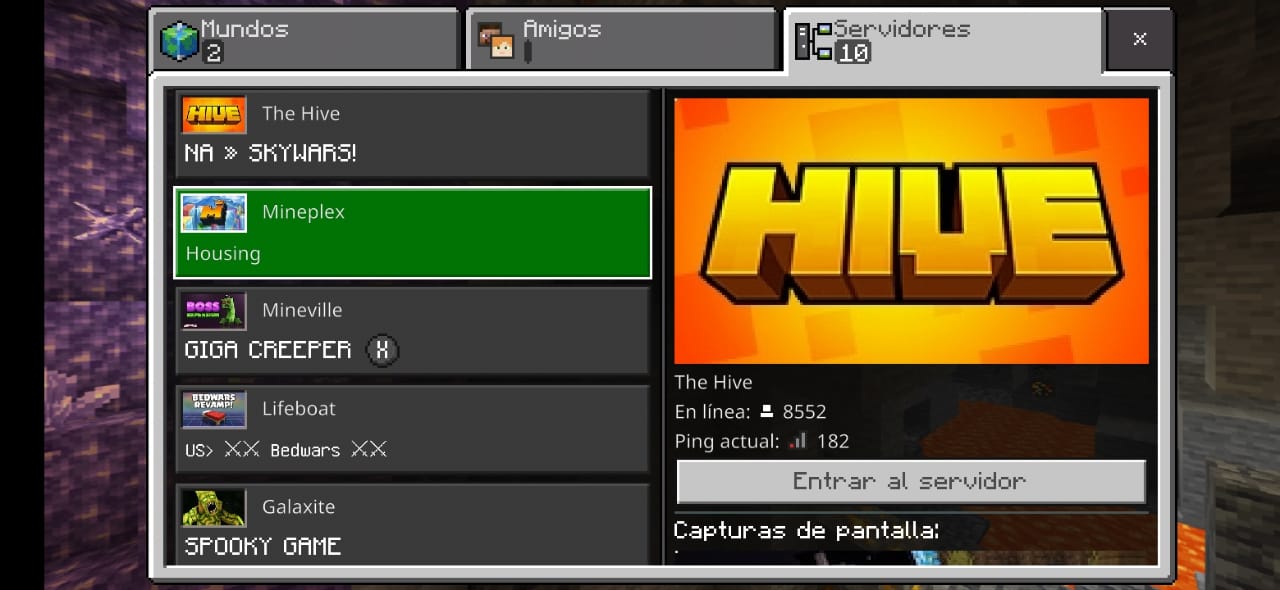 Mundos
2
Amigos
Servidores
10
×
HIVE
The Hive
NA » SKYWARS!
M
Mineplex
Housing
BOSS
Mineville
GIGA CREEPER
BEDWARS
REVAMP!
Lifeboat
US> ⚔ Bedwars ⚔
Galaxite
SPOOKY GAME
HIVE
The Hive
En línea: 8552
Ping actual: 182
Entrar al servidor
Capturas de pantalla: